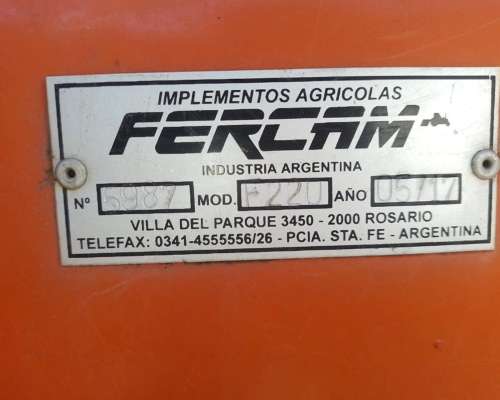 IMPLEMENTOS AGRICOLAS
FERCAM
INDUSTRIA ARGENTINA
Nº 5987 MOD. F220 AÑO 05/17
VILLA DEL PARQUE 3450 - 2000 ROSARIO
TELEFAX: 0341-4555556/26 - PCIA. STA. FE - ARGENTINA